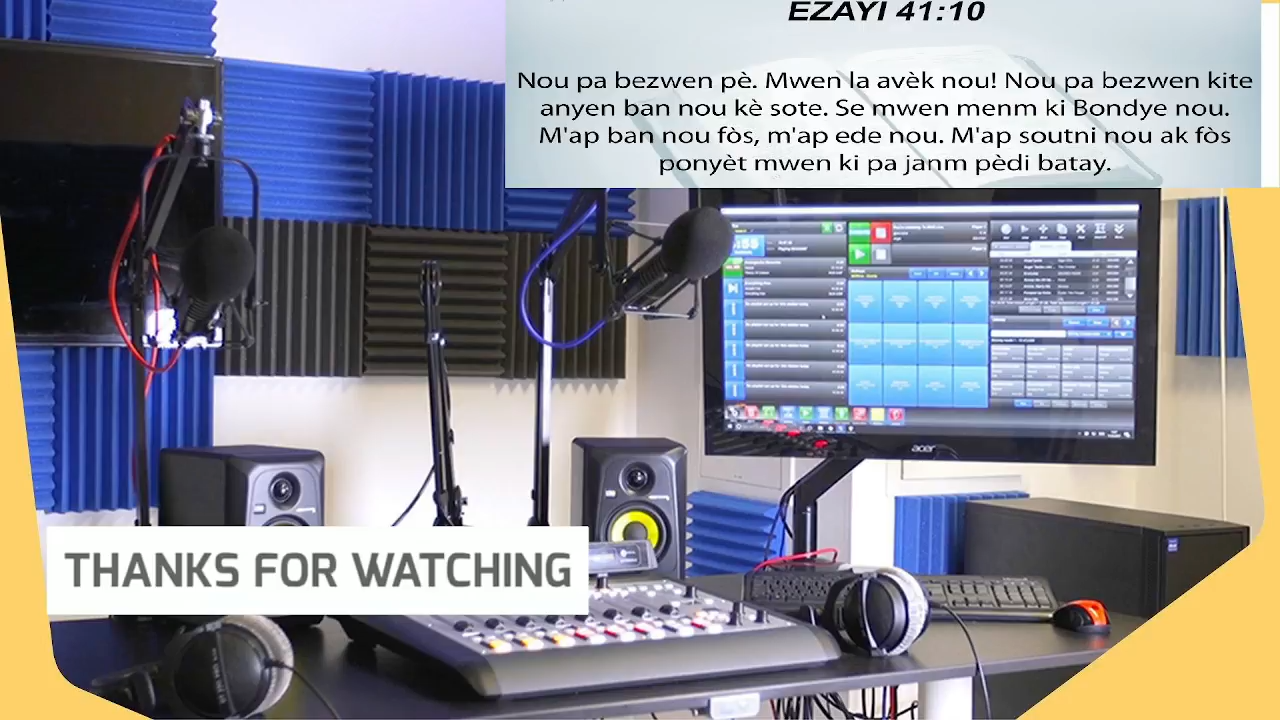 EZAYI 41:10
Nou pa bezwen pè. Mwen la avèk nou! Nou pa bezwen kite
anyen ban nou kè sote. Se mwen menm ki Bondye nou.
M'ap ban nou fòs, m'ap ede nou. M'ap soutni nou ak fòs
ponyèt mwen ki pa janm pèdi batay.
acer
THANKS FOR WATCHING